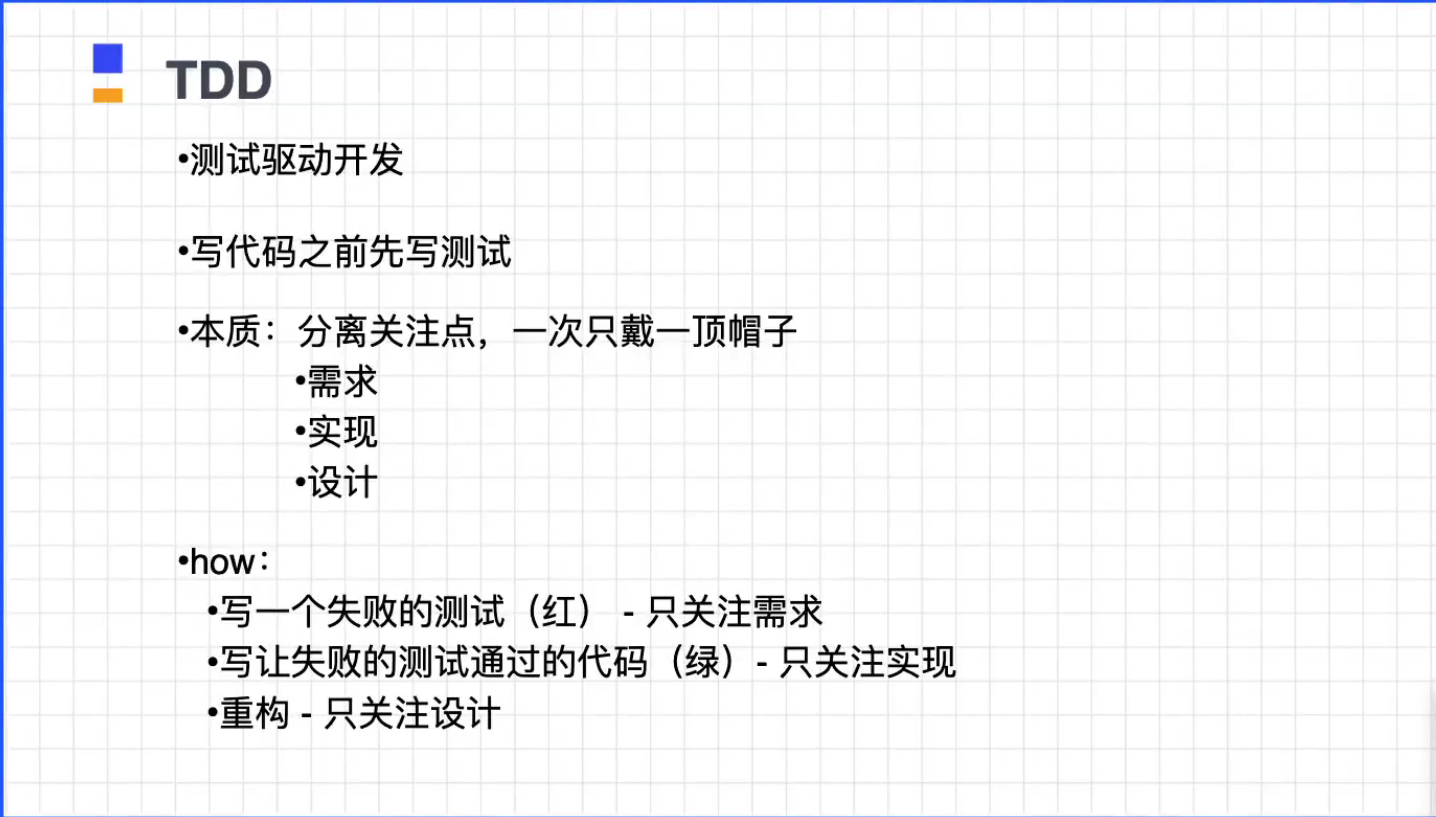 TDD
•测试驱动开发
•写代码之前先写测试
•本质：分离关注点，一次只戴一顶帽子
•需求
•实现
•设计
•how：
•写一个失败的测试（红） - 只关注需求
•写让失败的测试通过的代码（绿）- 只关注实现
•重构 - 只关注设计